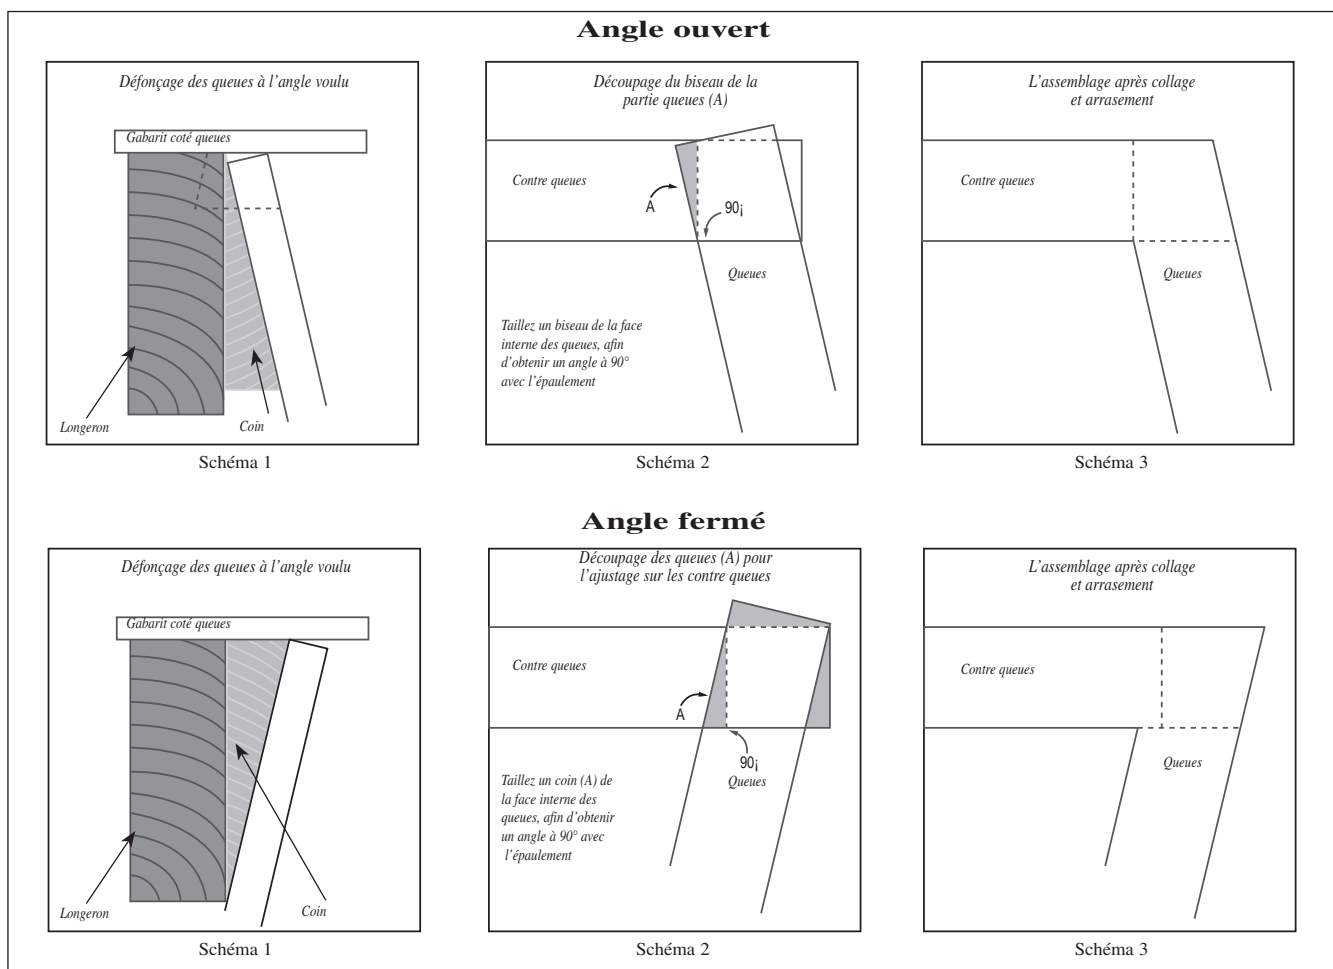 Angle ouvert
Défonçage des queues à l'angle voulu
Gabarit coté queues
Longeron
Coin
Schéma 1
Découpage du biseau de la
partie queues (A)
Contre queues
A
90¡
Queues
Taillez un biseau de la face
interne des queues, afin
d'obtenir un angle à 90°
avec l'épaulement
Schéma 2
L'assemblage après collage
et arrasement
Contre queues
Queues
Schéma 3
Angle fermé
Défonçage des queues à l'angle voulu
Gabarit coté queues
Longeron
Coin
Schéma 1
Découpage des queues (A) pour
l'ajustage sur les contre queues
Contre queues
A
90¡
Queues
Taillez un coin (A) de
la face interne des
queues, afin d'obtenir
un angle à 90° avec
l'épaulement
Schéma 2
L'assemblage après collage
et arrasement
Contre queues
Queues
Schéma 3